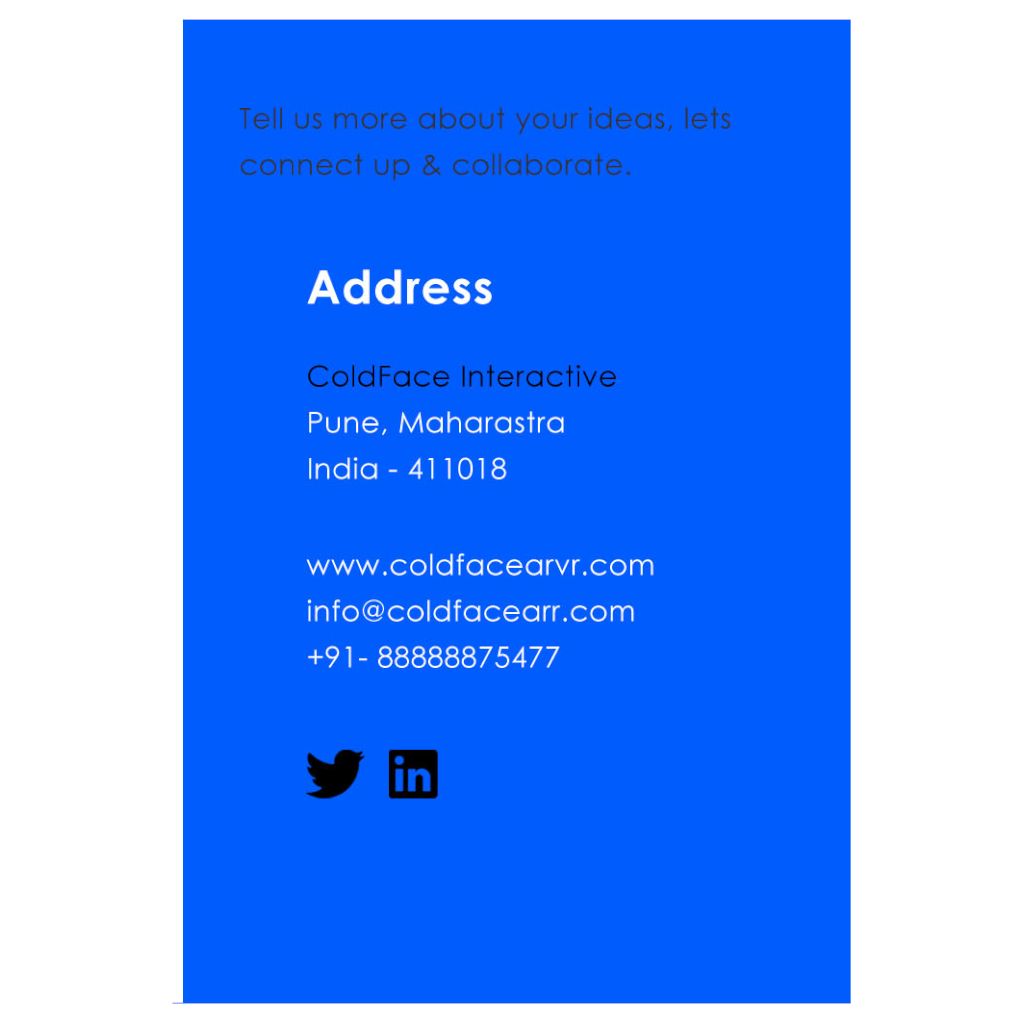 Tell us more about your ideas, lets
connect up & collaborate.
Address
ColdFace Interactive
Pune, Maharastra
India - 411018
www.coldfacearvr.com
info@coldfacearr.com
+91- 88888875477
in